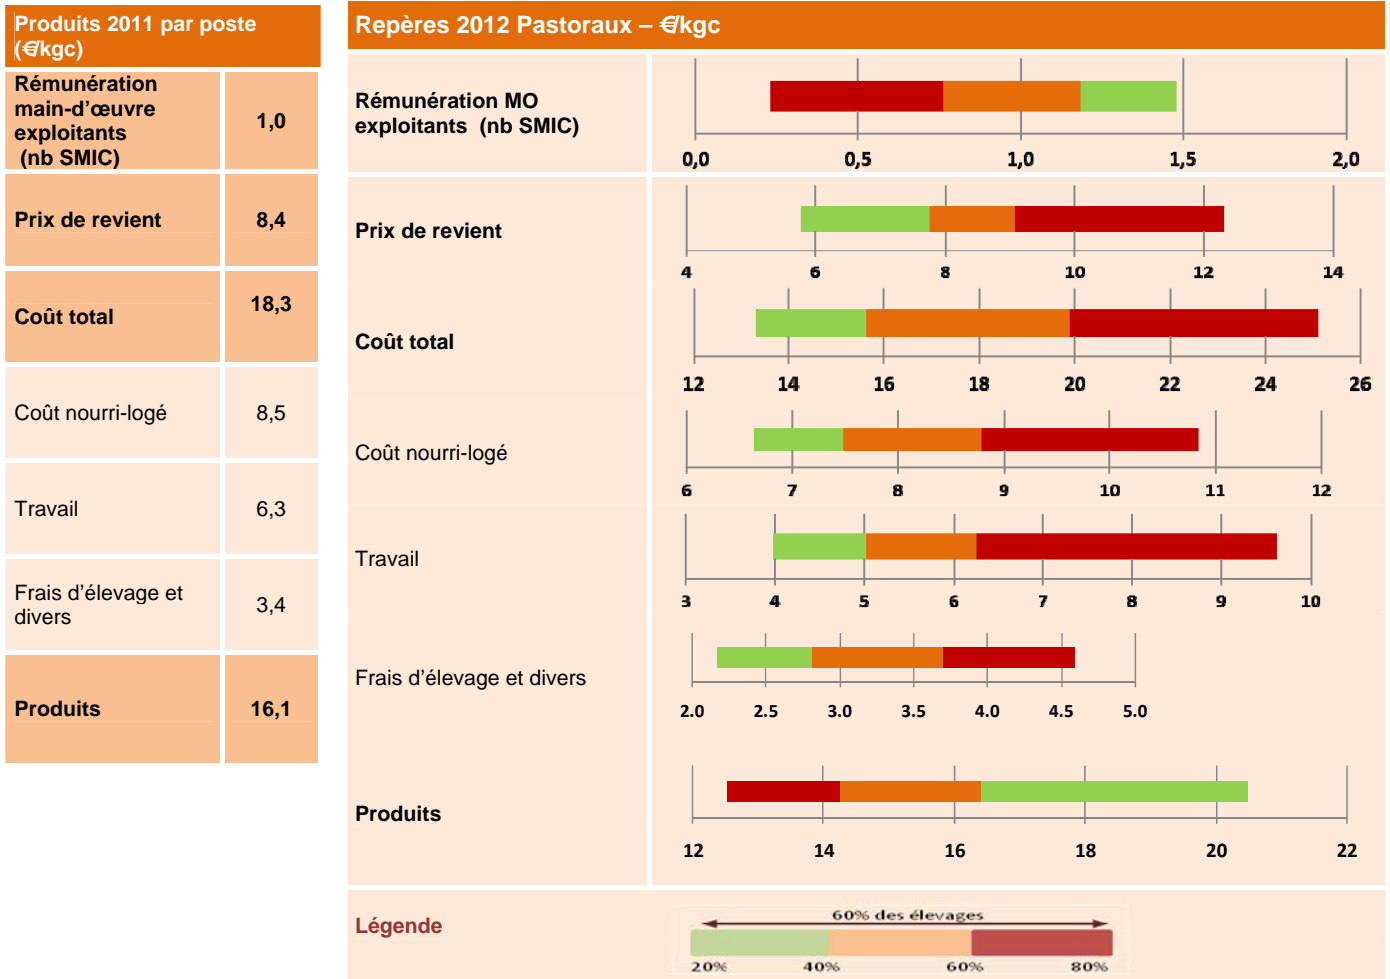 Produits 2011 par poste
(€/kgc)
Rémunération
main-d’œuvre
exploitants
(nb SMIC)
1,0
Prix de revient
8,4
Coût total
18,3
Coût nourri-logé
8,5
Travail
6,3
Frais d’élevage et
divers
3,4
Produits
16,1
Repères 2012 Pastoraux – €/kgc
Rémunération MO
exploitants (nb SMIC)
0,0 0,5 1,0 1,5 2,0
Prix de revient
4 6 8 10 12 14
Coût total
12 14 16 18 20 22 24 26
Coût nourri-logé
6 7 8 9 10 11 12
Travail
3 4 5 6 7 8 9 10
Frais d’élevage et divers
2.0 2.5 3.0 3.5 4.0 4.5 5.0
Produits
12 14 16 18 20 22
Légende
60% des élevages
20% 40% 60% 80%